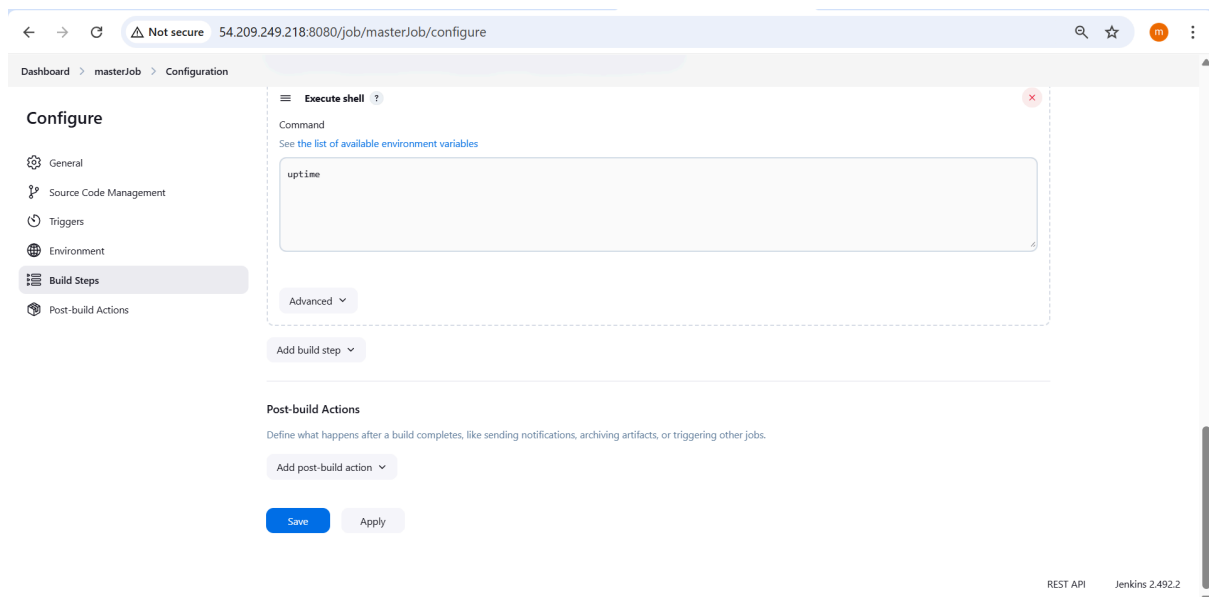 Not secure 54.209.249.218:8080/job/masterJob/configure
m
Dashboard > masterJob > Configuration
Configure
General
Source Code Management
Triggers
Environment
Build Steps
Post-build Actions
Execute shell ?
Command
See the list of available environment variables
uptime
Advanced
Add build step
Post-build Actions
Define what happens after a build completes, like sending notifications, archiving artifacts, or triggering other jobs.
Add post-build action
Save Apply
REST API Jenkins 2.492.2